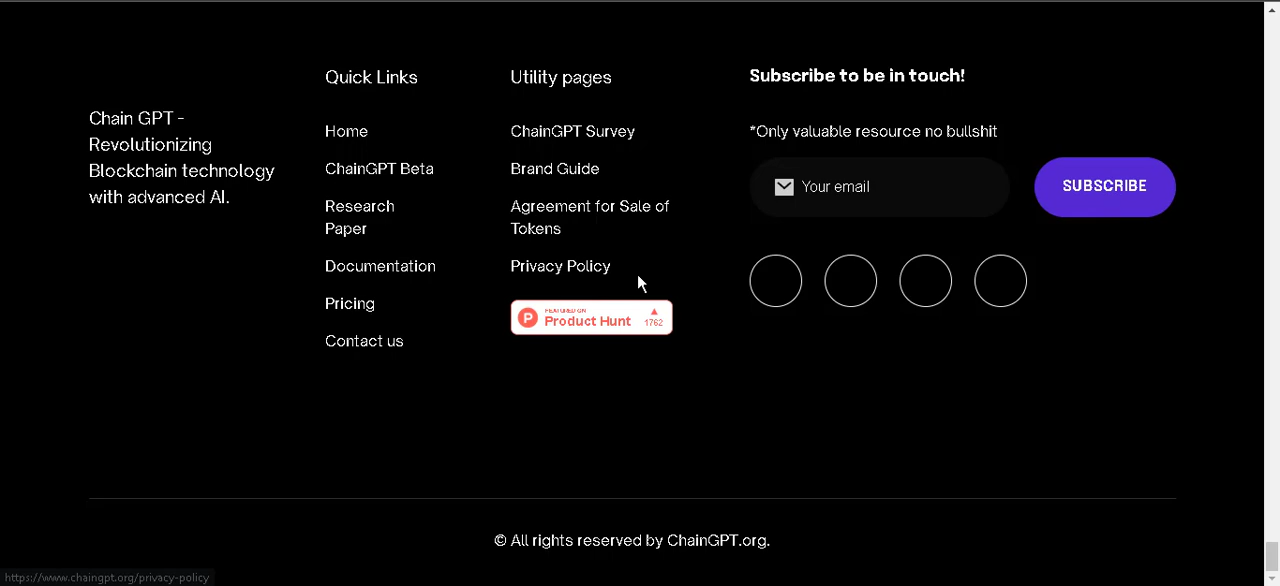 Chain GPT -
Revolutionizing
Blockchain technology
with advanced AI.
Quick Links
Home
ChainGPT Beta
Research
Paper
Documentation
Pricing
Contact us
Utility pages
ChainGPT Survey
Brand Guide
Agreement for Sale of
Tokens
Privacy Policy
P
FEATURED ON
Product Hunt
1762
Subscribe to be in touch!
*Only valuable resource no bullshit
Your email
SUBSCRIBE
© All rights reserved by ChainGPT.org.
https://www.chaingpt.org/privacy-policy